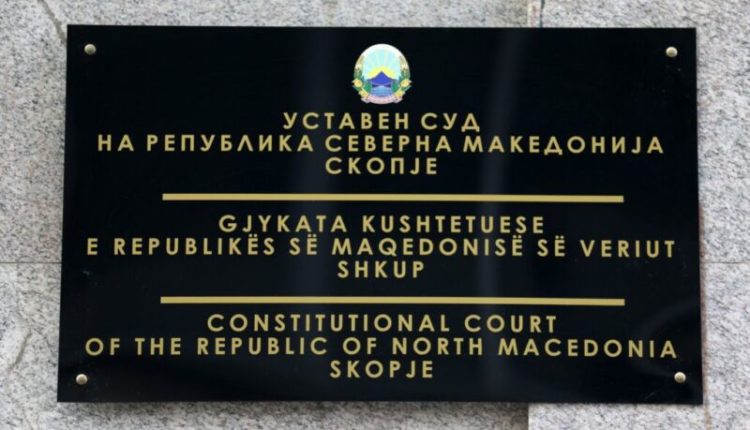 УСТАВЕН СУД
НА РЕПУБЛИКА СЕВЕРНА МАКЕДОНИЈА
СКОПЈЕ
GJYKATA KUSHTETUESE
E REPUBLIKËS SË MAQEDONISË SË VERIUT
SHKUP
CONSTITUTIONAL COURT
OF THE REPUBLIC OF NORTH MACEDONIA
SKOPJE